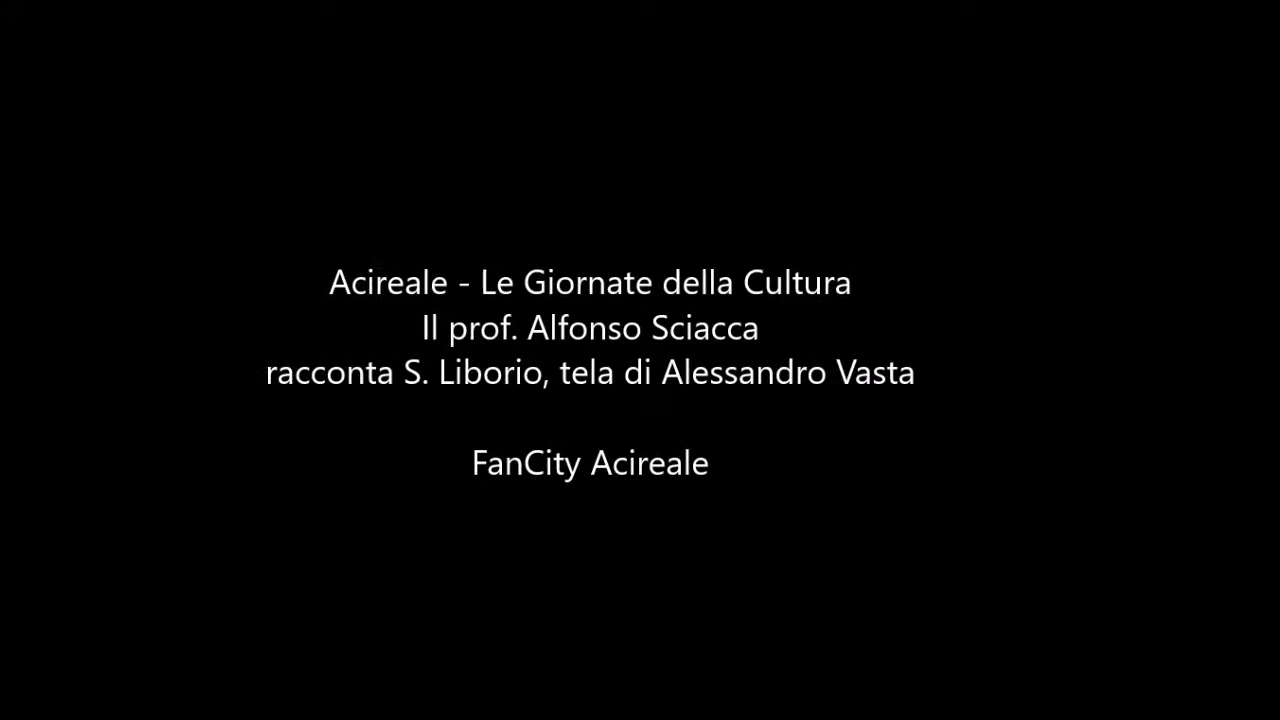 Acireale - Le Giornate della Cultura
Il prof. Alfonso Sciacca
racconta S. Liborio, tela di Alessandro Vasta
FanCity Acireale